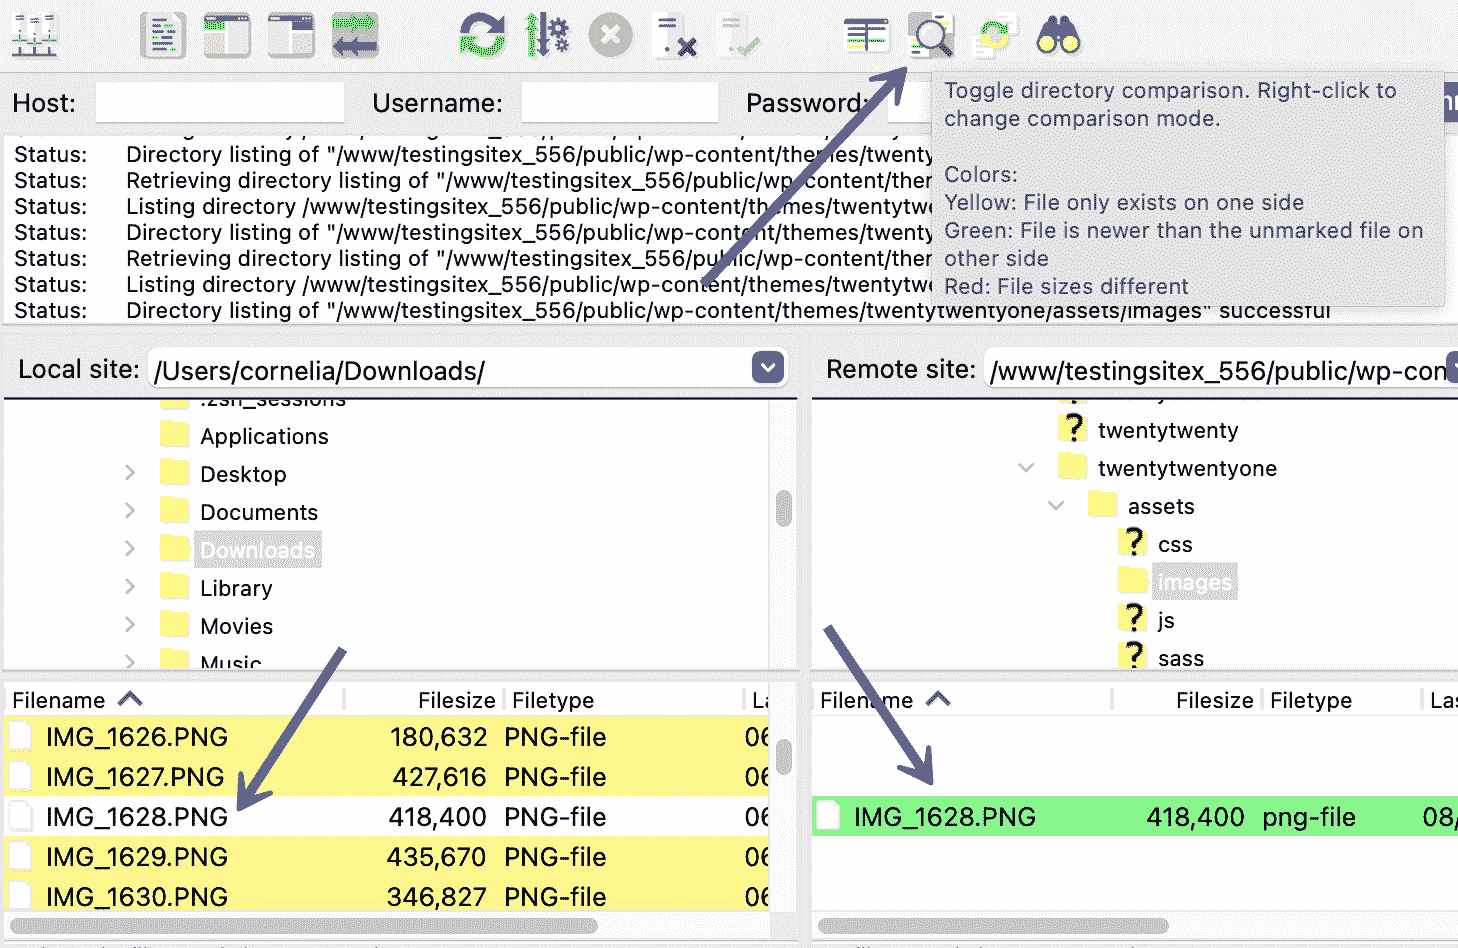 Host:
Username:
Password:
Toggle directory comparison. Right-click to
change comparison mode.
Colors:
Yellow: File only exists on one side
Green: File is newer than the unmarked file on
other side
Red: File sizes different
Status: Directory listing of "/www/testingsitex_556/public/wp-content/themes/twenty
Status: Retrieving directory listing of "/www/testingsitex_556/public/wp-content/ther
Status: Listing directory /www/testingsitex_556/public/wp-content/themes/twentytwe
Status: Directory listing of "/www/testingsitex_556/public/wp-content/themes/twenty
Status: Retrieving directory listing of "/www/testingsitex_556/public/wp-content/ther
Status: Listing directory /www/testingsitex_556/public/wp-content/themes/twentytwe
Status: Directory listing of "/www/testingsitex_556/public/wp-content/themes/twentytwentyone/assets/images" successful
Local site: /Users/cornelia/Downloads/
Remote site: /www/testingsitex_556/public/wp-con
.zsh_sessions
Applications
Desktop
Documents
Downloads
Library
Movies
Music
twentytwenty
twentytwentyone
assets
css
images
js
sass
Filename Filesize Filetype La
IMG_1626.PNG 180,632 PNG-file 06
IMG_1627.PNG 427,616 PNG-file 06
IMG_1628.PNG 418,400 PNG-file 06
IMG_1629.PNG 435,670 PNG-file 06
IMG_1630.PNG 346,827 PNG-file 06
Filename Filesize Filetype Las
IMG_1628.PNG 418,400 png-file 08/